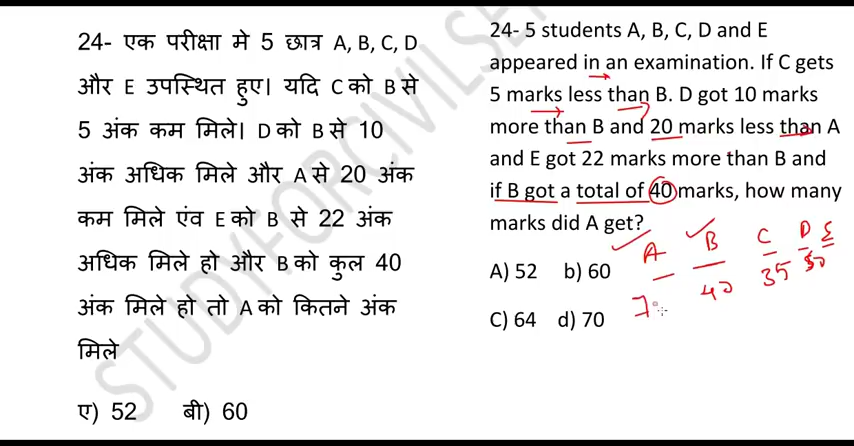 24- एक परीक्षा मे 5 छात्र A, B, C, D
और E उपस्थित हुए। यदि C को B से
5 अंक कम मिले। D को B से 10
अंक अधिक मिले और A से 20 अंक
कम मिले एंव E को B से 22 अंक
अधिक मिले हो और B को कुल 40
अंक मिले हो तो A को कितने अंक
मिले
ए) 52 बी) 60
24- 5 students A, B, C, D and E
appeared in an examination. If C gets
5 marks less than B. D got 10 marks
more than B and 20 marks less than A
and E got 22 marks more than B and
if B got a total of 40 marks, how many
marks did A get?
A) 52 b) 60
C) 64 d) 70
A B C D E
7 40 35 50
STUDYFORCIVILSER